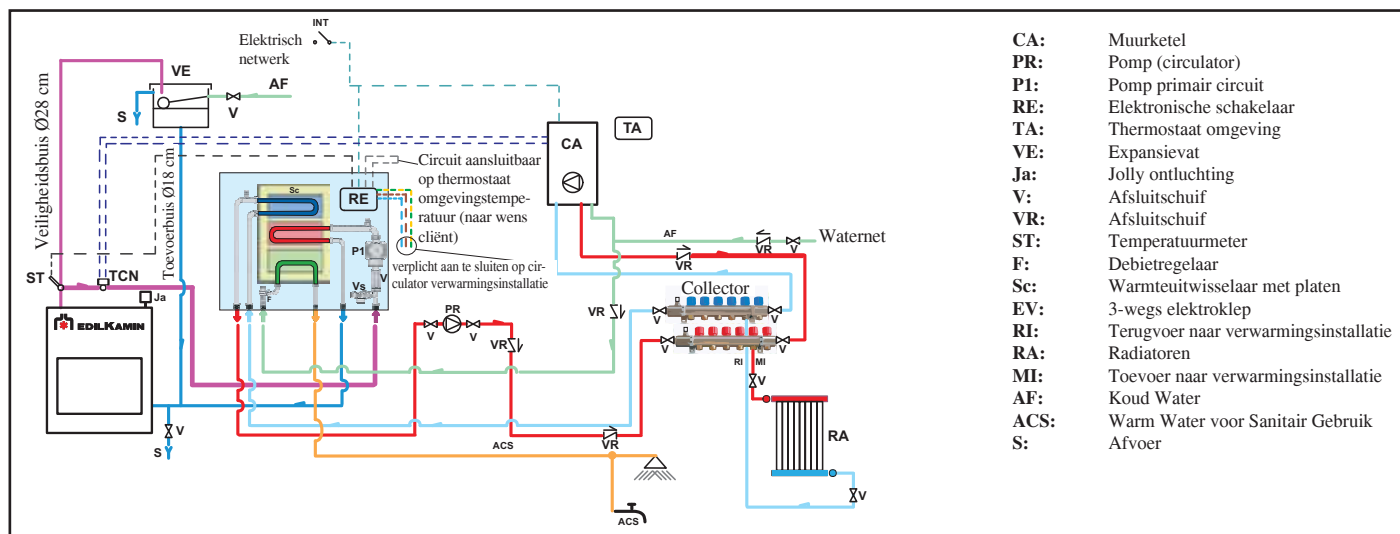 INT
Elektrisch
netwerk
VE
AF
S
V
Veiligheidsbuis Ø28 cm
Toevoerbuis Ø18 cm
TA
CA
Sc
RE
Circuit aansluitbaar
op thermostaat
omgevingstempe-
ratuur (naar wens
cliënt)
verplicht aan te sluiten op cir-
culator verwarmingsinstallatie
P1
V
Vs
F
ST
TCN
Ja
EDILKAMIN
AF
VR
V
Waternet
VR
Collector
PR
V
V
VR
VR
V
V
V
V
RI
MI
V
RA
V
V
S
ACS
VR
ACS
CA: Muurketel
PR: Pomp (circulator)
P1: Pomp primair circuit
RE: Elektronische schakelaar
TA: Thermostaat omgeving
VE: Expansievat
Ja: Jolly ontluchting
V: Afsluitschuif
VR: Afsluitschuif
ST: Temperatuurmeter
F: Debietregelaar
Sc: Warmteuitwisselaar met platen
EV: 3-wegs elektroklep
RI: Terugvoer naar verwarmingsinstallatie
RA: Radiatoren
MI: Toevoer naar verwarmingsinstallatie
AF: Koud Water
ACS: Warm Water voor Sanitair Gebruik
S: Afvoer